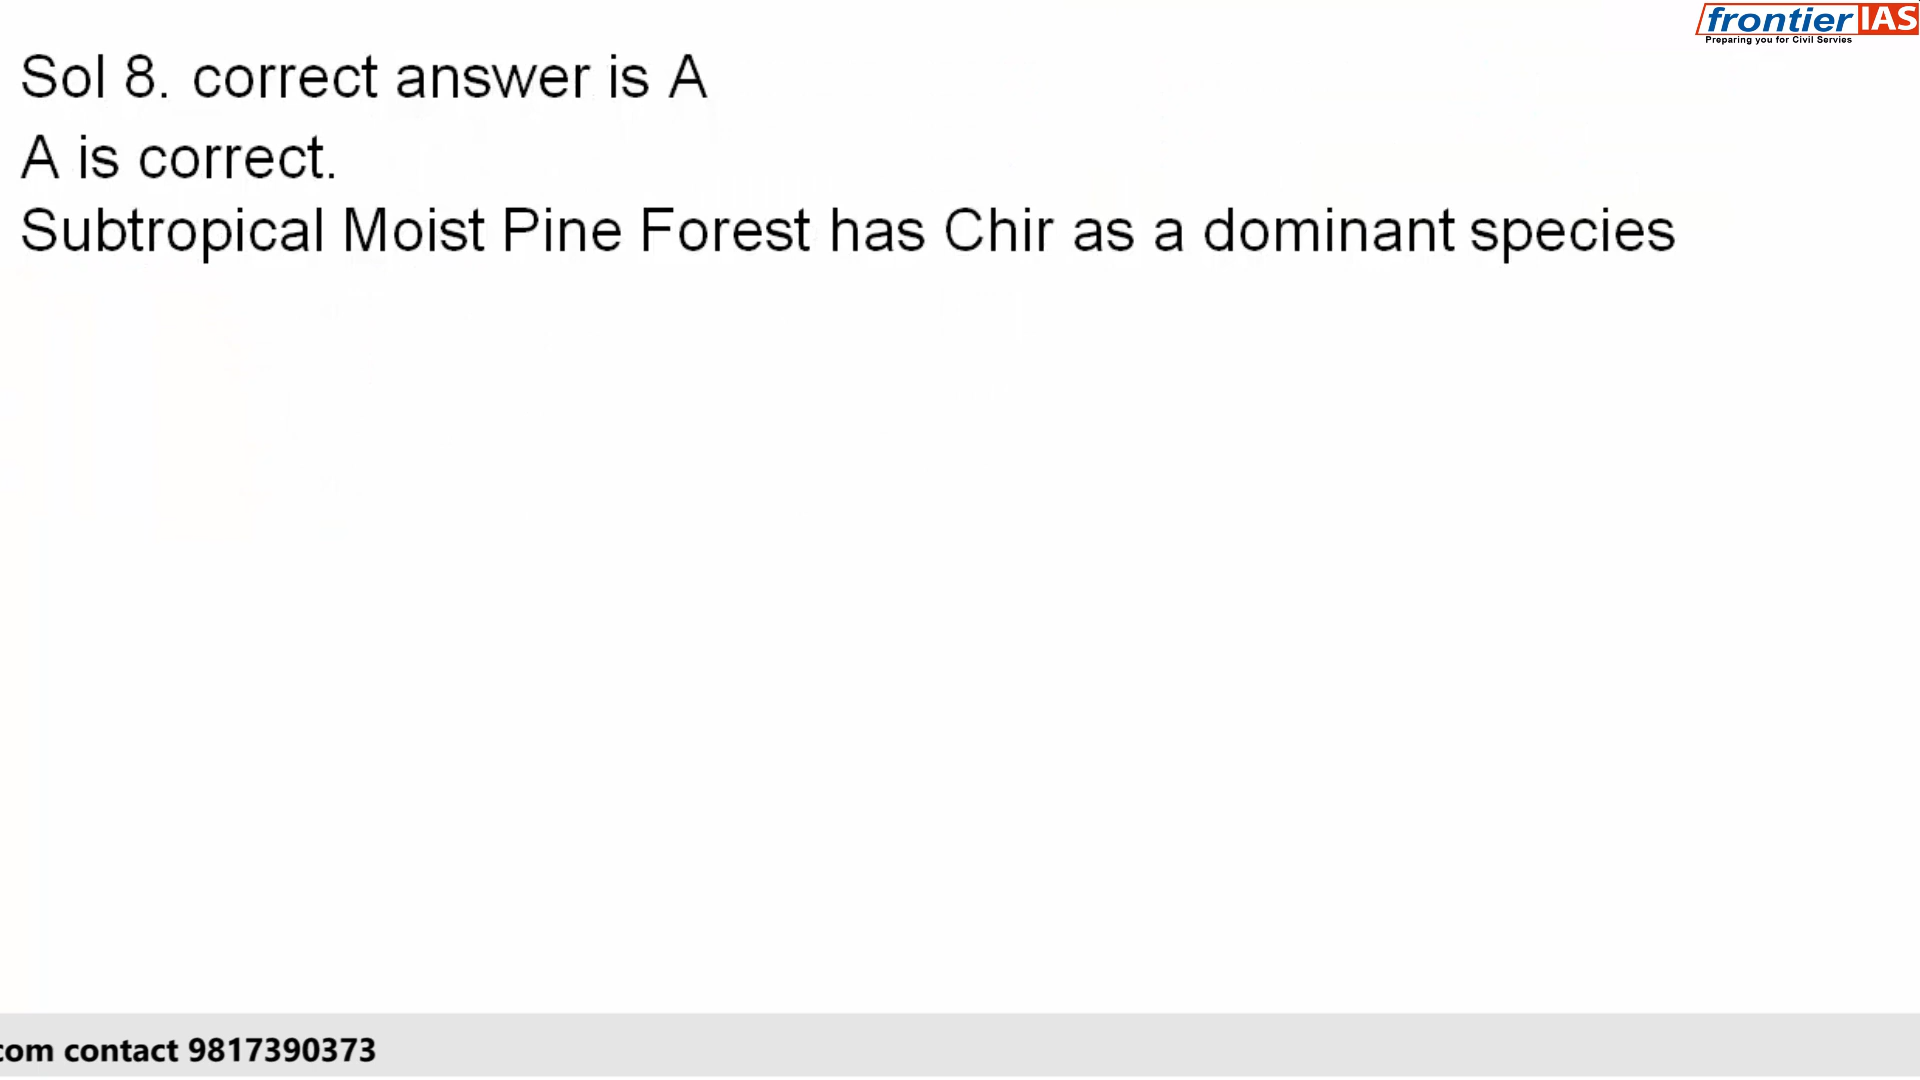 frontier IAS
Preparing you for Civil Servies
Sol 8. correct answer is A
A is correct.
Subtropical Moist Pine Forest has Chir as a dominant species
com contact 9817390373